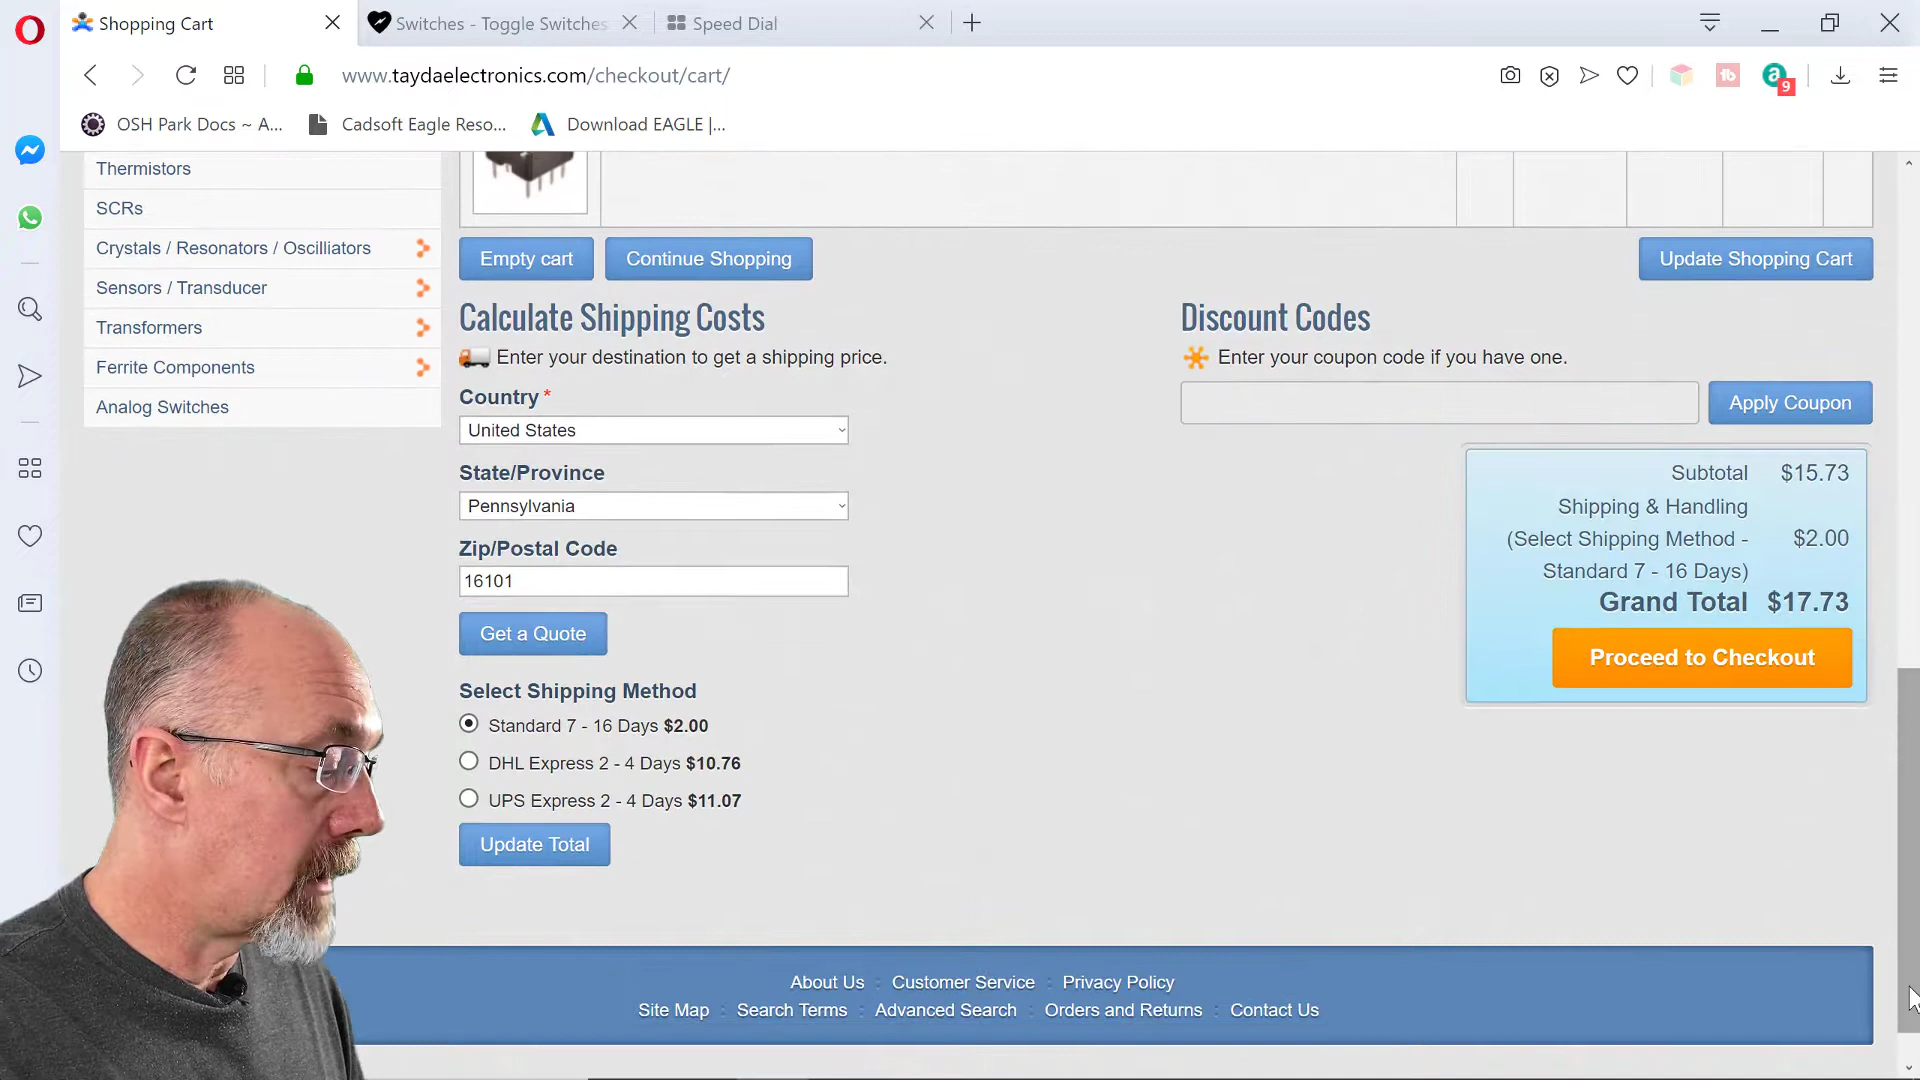 Shopping Cart
Switches - Toggle Switches
Speed Dial
www.taydaelectronics.com/checkout/cart/
9
OSH Park Docs ~ A...
Cadsoft Eagle Reso...
Download EAGLE |...
Thermistors
SCRs
Crystals / Resonators / Oscilliators
Sensors / Transducer
Transformers
Ferrite Components
Analog Switches
Empty cart
Continue Shopping
Update Shopping Cart
Calculate Shipping Costs
Enter your destination to get a shipping price.
Country *
United States
State/Province
Pennsylvania
Zip/Postal Code
16101
Get a Quote
Select Shipping Method
Standard 7 - 16 Days $2.00
DHL Express 2 - 4 Days $10.76
UPS Express 2 - 4 Days $11.07
Update Total
Discount Codes
Enter your coupon code if you have one.
Apply Coupon
Subtotal $15.73
Shipping & Handling
(Select Shipping Method - $2.00
Standard 7 - 16 Days)
Grand Total $17.73
Proceed to Checkout
About Us : Customer Service : Privacy Policy
Site Map : Search Terms : Advanced Search : Orders and Returns : Contact Us